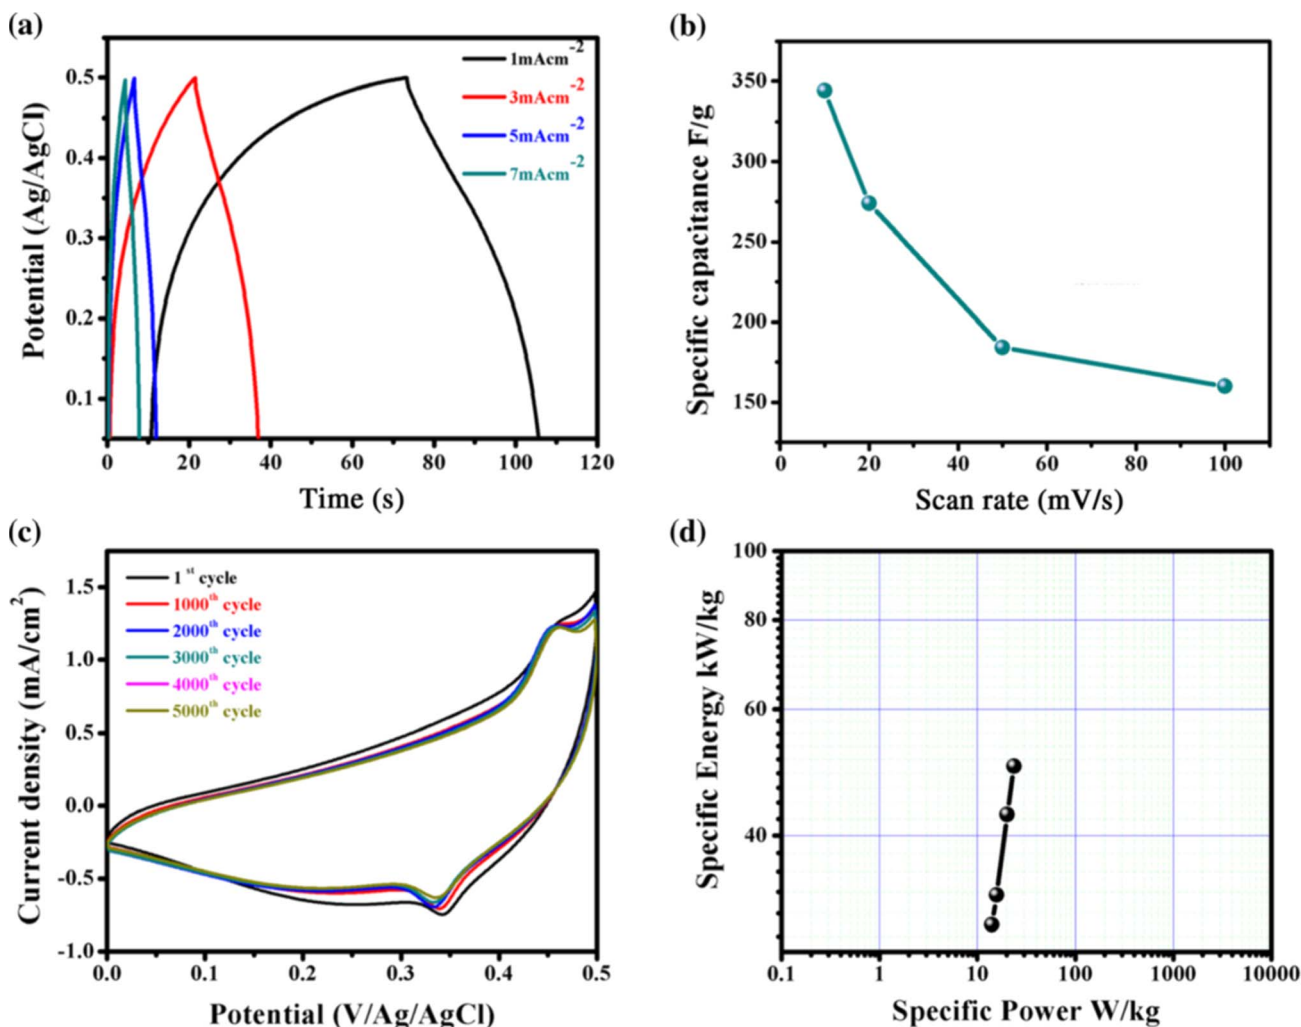 (a)
Potential (Ag/AgCl)
0.5
0.4
0.3
0.2
0.1
1mAcm-2
3mAcm-2
5mAcm-2
7mAcm-2
0 20 40 60 80 100 120
Time (s)
(b)
Specific capacitance F/g
350
300
250
200
150
0 20 40 60 80 100
Scan rate (mV/s)
(c)
Current density (mA/cm2)
1.5
1.0
0.5
0.0
-0.5
-1.0
1 st cycle
1000th cycle
2000th cycle
3000th cycle
4000th cycle
5000th cycle
0.0 0.1 0.2 0.3 0.4 0.5
Potential (V/Ag/AgCl)
(d)
Specific Energy kW/kg
100
80
60
40
0.1 1 10 100 1000 10000
Specific Power W/kg